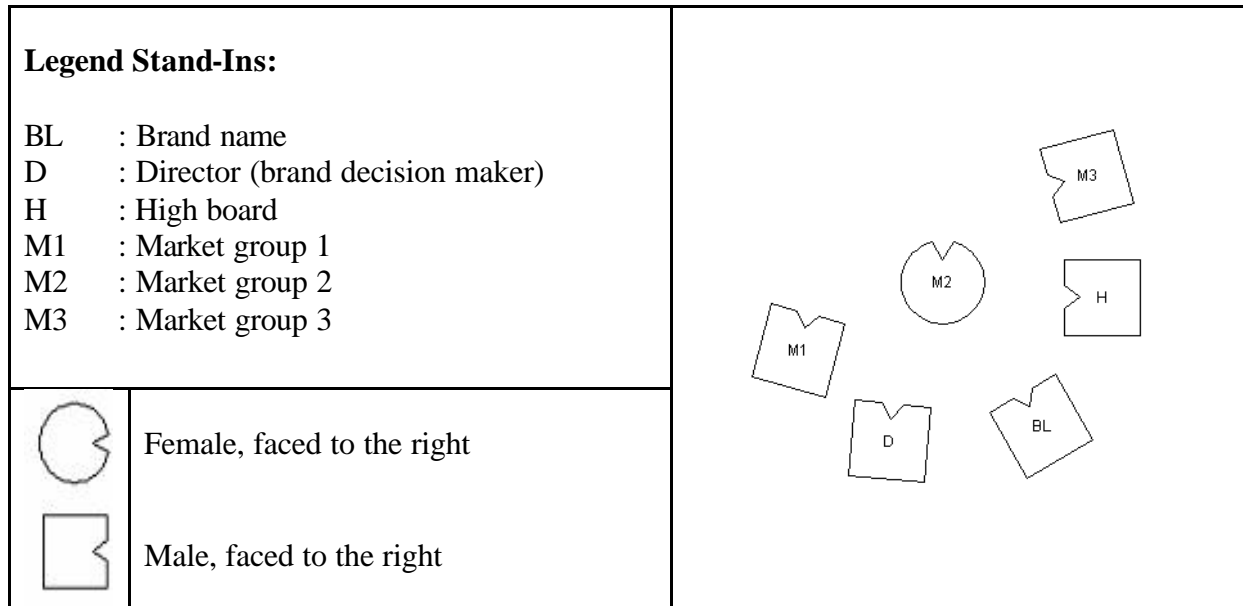 Legend Stand-Ins:
BL : Brand name
D : Director (brand decision maker)
H : High board
M1 : Market group 1
M2 : Market group 2
M3 : Market group 3
Female, faced to the right
Male, faced to the right
M3
M2
H
M1
BL
D